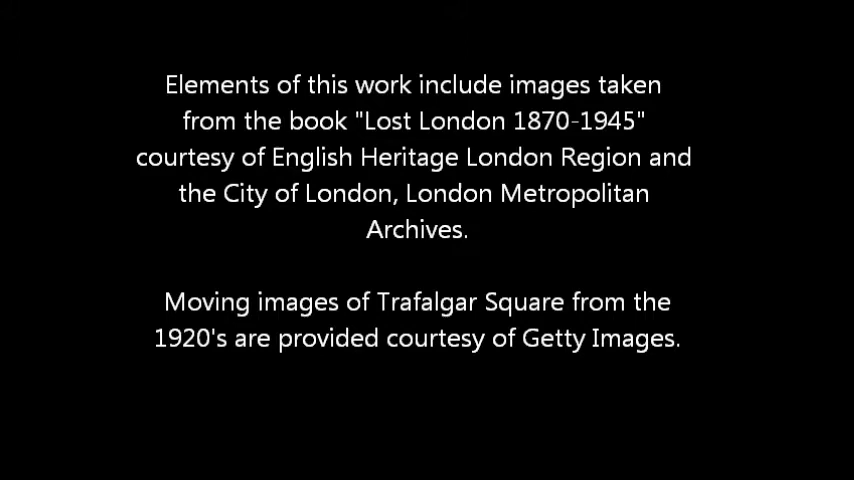 Elements of this work include images taken
from the book "Lost London 1870-1945"
courtesy of English Heritage London Region and
the City of London, London Metropolitan
Archives.
Moving images of Trafalgar Square from the
1920's are provided courtesy of Getty Images.